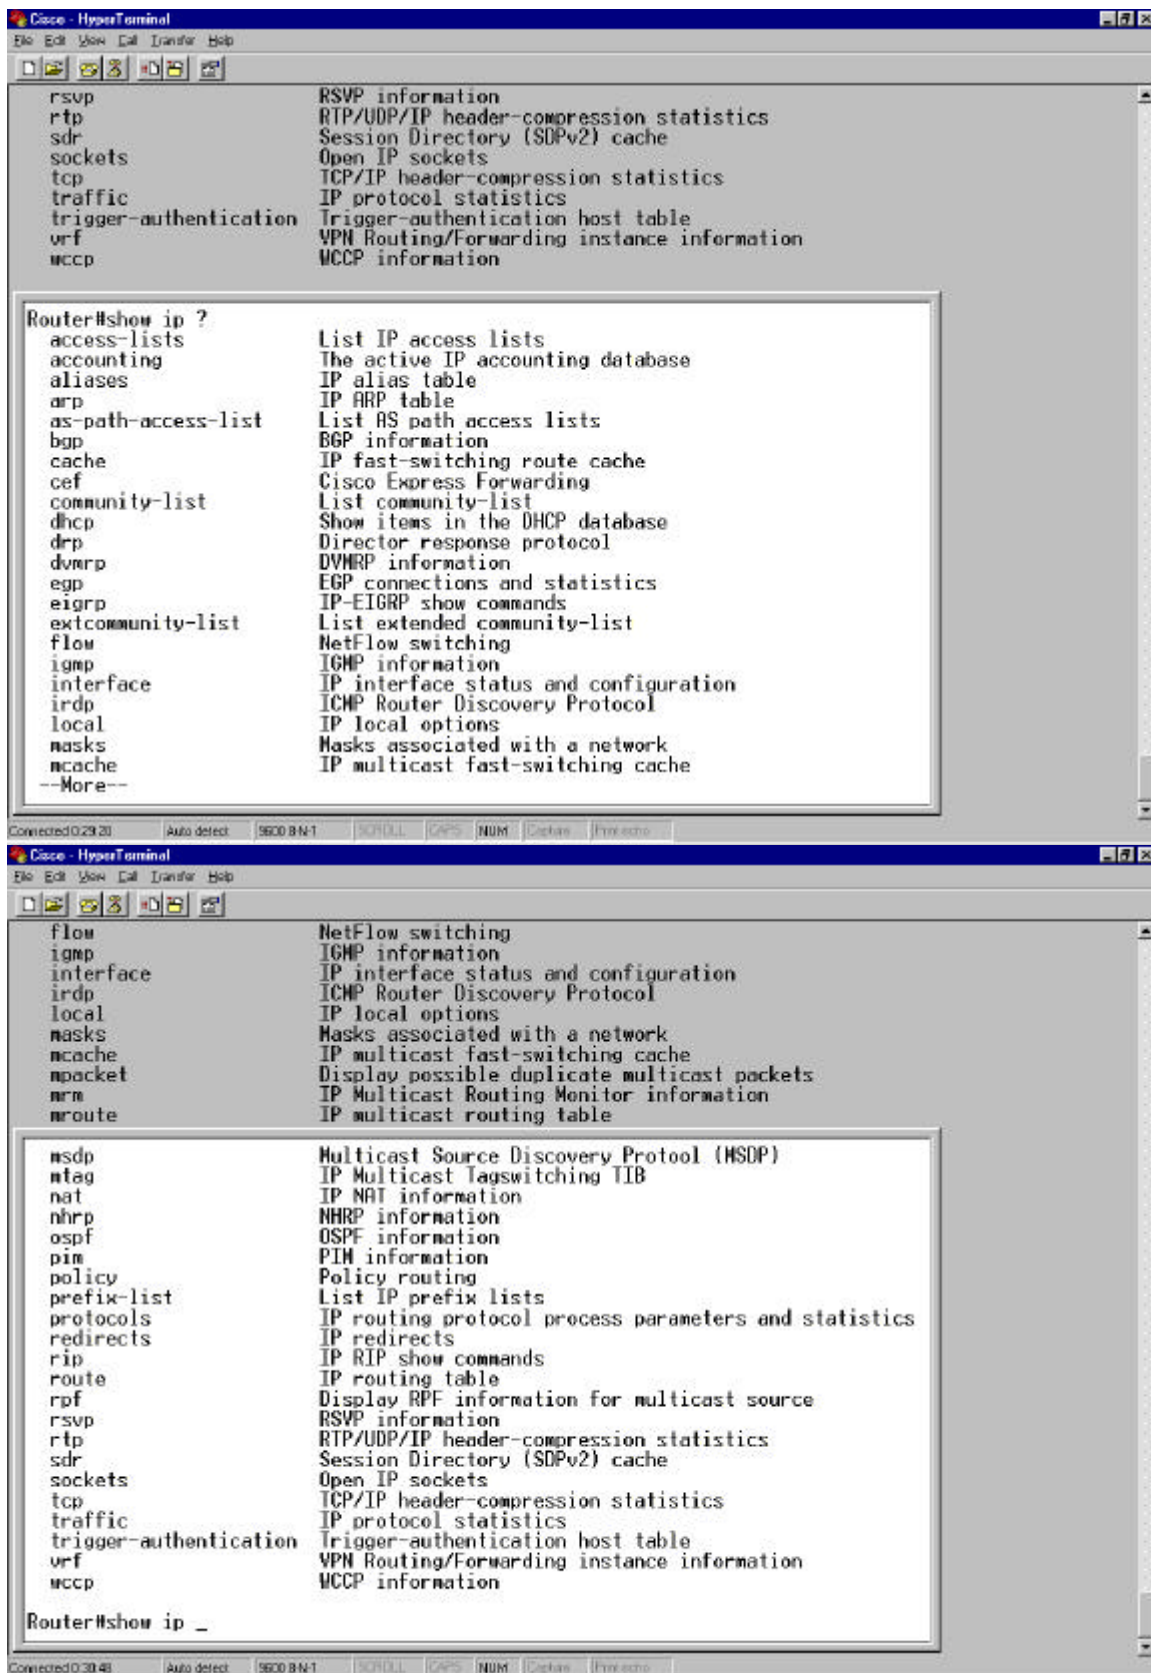 Cisco - HyperTerminal
File Edit View Call Transfer Help
rsvp RSVP information
rtp RTP/UDP/IP header-compression statistics
sdr Session Directory (SDPv2) cache
sockets Open IP sockets
tcp TCP/IP header-compression statistics
traffic IP protocol statistics
trigger-authentication Trigger-authentication host table
vrf VPN Routing/Forwarding instance information
wccp WCCP information
Router#show ip ?
access-lists List IP access lists
accounting The active IP accounting database
aliases IP alias table
arp IP ARP table
as-path-access-list List AS path access lists
bgp BGP information
cache IP fast-switching route cache
cef Cisco Express Forwarding
community-list List community-list
dhcp Show items in the DHCP database
drp Director response protocol
dvmrp DVMRP information
egp EGP connections and statistics
eigrp IP-EIGRP show commands
extcommunity-list List extended community-list
flow NetFlow switching
igmp IGMP information
interface IP interface status and configuration
irdp ICMP Router Discovery Protocol
local IP local options
masks Masks associated with a network
mcache IP multicast fast-switching cache
--More--
Connected 0:29:20 Auto detect 9600 8-N-1 SCROLL CAPS NUM Capture Print echo
Cisco - HyperTerminal
File Edit View Call Transfer Help
flow NetFlow switching
igmp IGMP information
interface IP interface status and configuration
irdp ICMP Router Discovery Protocol
local IP local options
masks Masks associated with a network
mcache IP multicast fast-switching cache
mpacket Display possible duplicate multicast packets
mrm IP Multicast Routing Monitor information
mroute IP multicast routing table
msdp Multicast Source Discovery Protool (MSDP)
mtag IP Multicast Tagswitching TIB
nat IP NAT information
nhrp NHRP information
ospf OSPF information
pim PIM information
policy Policy routing
prefix-list List IP prefix lists
protocols IP routing protocol process parameters and statistics
redirects IP redirects
rip IP RIP show commands
route IP routing table
rpf Display RPF information for multicast source
rsvp RSVP information
rtp RTP/UDP/IP header-compression statistics
sdr Session Directory (SDPv2) cache
sockets Open IP sockets
tcp TCP/IP header-compression statistics
traffic IP protocol statistics
trigger-authentication Trigger-authentication host table
vrf VPN Routing/Forwarding instance information
wccp WCCP information
Router#show ip _
Connected 0:30:48 Auto detect 9600 8-N-1 SCROLL CAPS NUM Capture Print echo